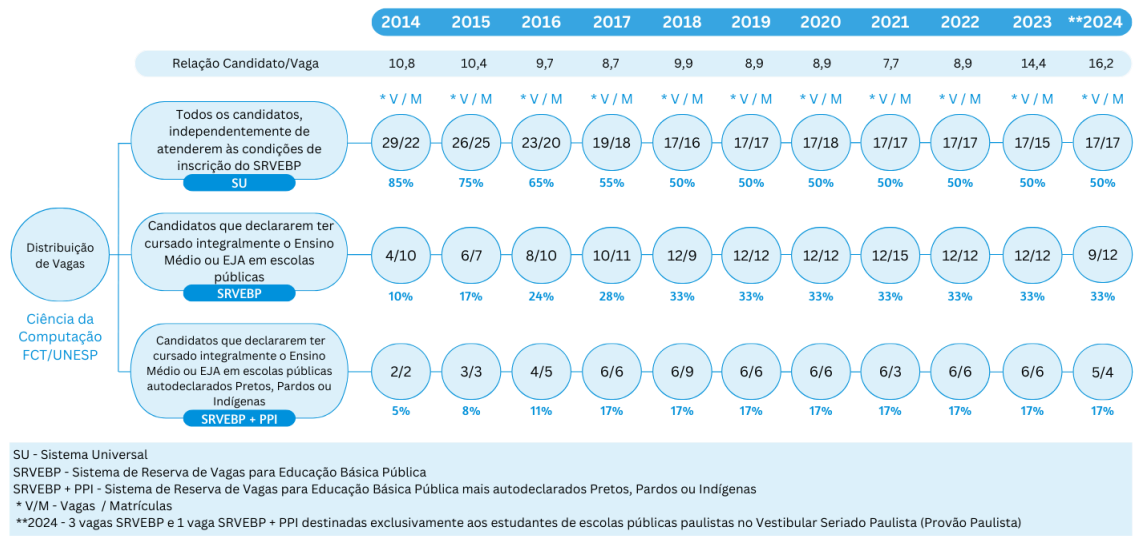 2014 2015 2016 2017 2018 2019 2020 2021 2022 2023 **2024
Relação Candidato/Vaga 10,8 10,4 9,7 8,7 9,9 8,9 8,9 7,7 8,9 14,4 16,2
* V / M * V / M * V / M * V / M * V / M * V / M * V / M * V / M * V / M * V / M * V / M
Todos os candidatos,
independentemente de
atenderem às condições de
inscrição do SRVEBP
29/22 26/25 23/20 19/18 17/16 17/17 17/18 17/17 17/17 17/15 17/17
SU 85% 75% 65% 55% 50% 50% 50% 50% 50% 50% 50%
Distribuição
de Vagas
Ciência da
Computação
FCT/UNESP
Candidatos que declararem ter
cursado integralmente o Ensino
Médio ou EJA em escolas
públicas
4/10 6/7 8/10 10/11 12/9 12/12 12/12 12/15 12/12 12/12 9/12
SRVEBP 10% 17% 24% 28% 33% 33% 33% 33% 33% 33% 33%
Candidatos que declararem ter
cursado integralmente o Ensino
Médio ou EJA em escolas públicas
autodeclarados Pretos, Pardos ou
Indígenas
2/2 3/3 4/5 6/6 6/9 6/6 6/6 6/3 6/6 6/6 5/4
SRVEBP + PPI 5% 8% 11% 17% 17% 17% 17% 17% 17% 17% 17%
SU - Sistema Universal
SRVEBP - Sistema de Reserva de Vagas para Educação Básica Pública
SRVEBP + PPI - Sistema de Reserva de Vagas para Educação Básica Pública mais autodeclarados Pretos, Pardos ou Indígenas
* V/M - Vagas / Matrículas
**2024 - 3 vagas SRVEBP e 1 vaga SRVEBP + PPI destinadas exclusivamente aos estudantes de escolas públicas paulistas no Vestibular Seriado Paulista (Provão Paulista)